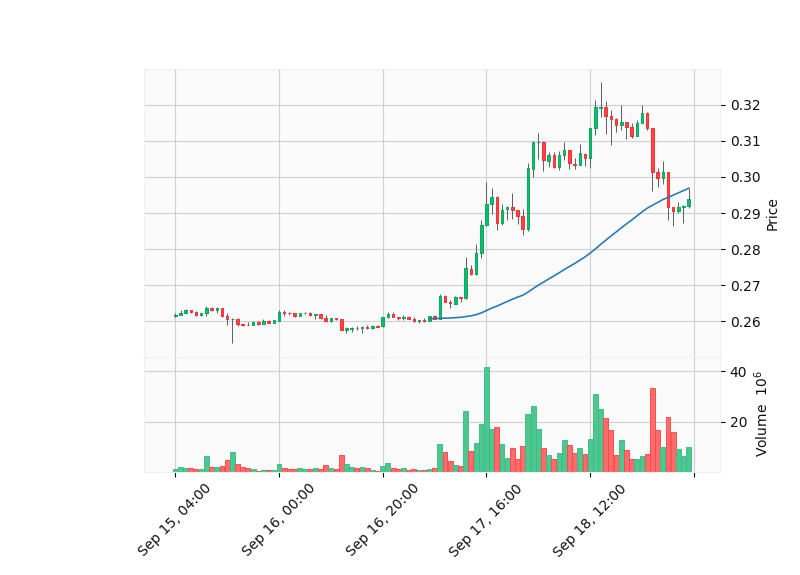 0.32
0.31
0.30
0.29
0.28
0.27
0.26
Price
40
20
Volume 10⁶
Sep 15, 04:00
Sep 16, 00:00
Sep 16, 20:00
Sep 17, 16:00
Sep 18, 12:00